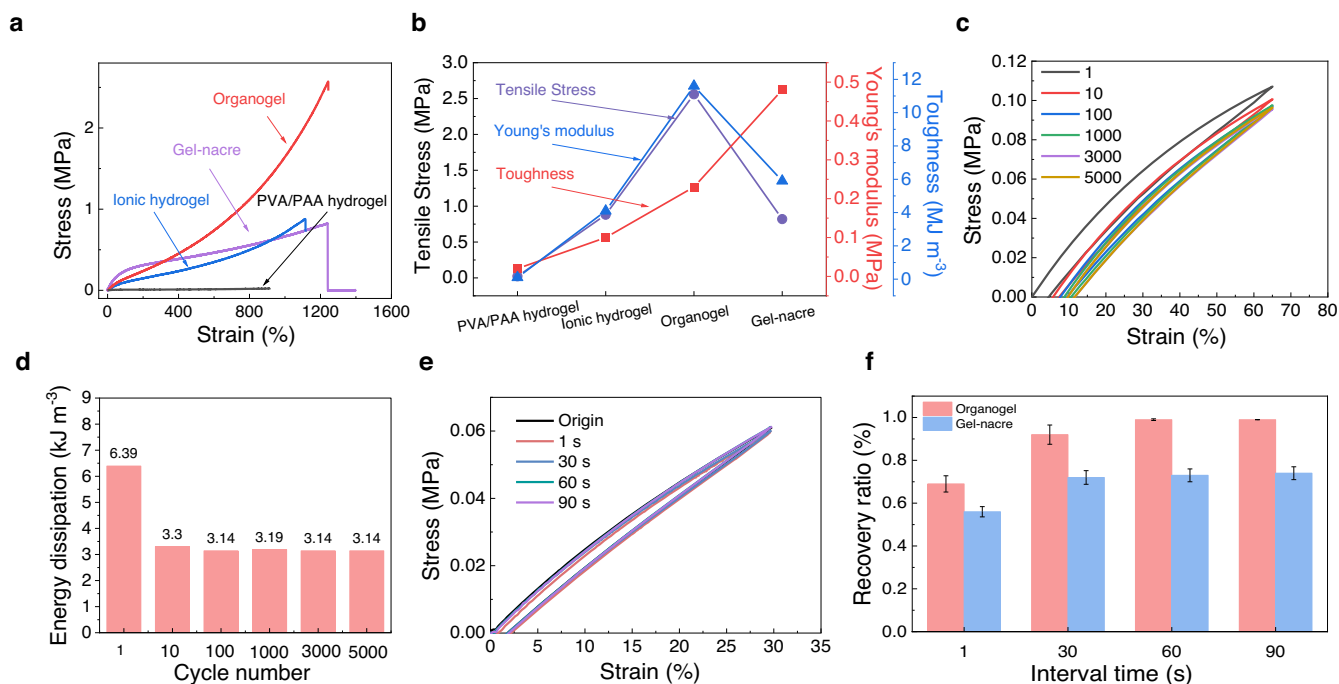 a
Stress (MPa)
2
1
0
Organogel
Gel-nacre
Ionic hydrogel
PVA/PAA hydrogel
0 400 800 1200 1600
Strain (%)
b
Tensile Stress (MPa)
3.0
2.5
2.0
1.5
1.0
0.5
0.0
Tensile Stress
Young's modulus
Toughness
PVA/PAA hydrogel
Ionic hydrogel
Organogel
Gel-nacre
0.5
0.4
0.3
0.2
0.1
0.0
Young's modulus (MPa)
12
10
8
6
4
2
0
Toughness (MJ m-3)
c
Stress (MPa)
0.12
0.10
0.08
0.06
0.04
0.02
0.00
1
10
100
1000
3000
5000
0 10 20 30 40 50 60 70 80
Strain (%)
d
Energy dissipation (kJ m-3)
9
8
7
6
5
4
3
2
1
0
6.39
3.3
3.14
3.19
3.14
3.14
1 10 100 1000 3000 5000
Cycle number
e
Stress (MPa)
0.06
0.04
0.02
0.00
Origin
1 s
30 s
60 s
90 s
0 5 10 15 20 25 30 35
Strain (%)
f
Recovery ratio (%)
1.0
0.8
0.6
0.4
0.2
0.0
Organogel
Gel-nacre
1 30 60 90
Interval time (s)